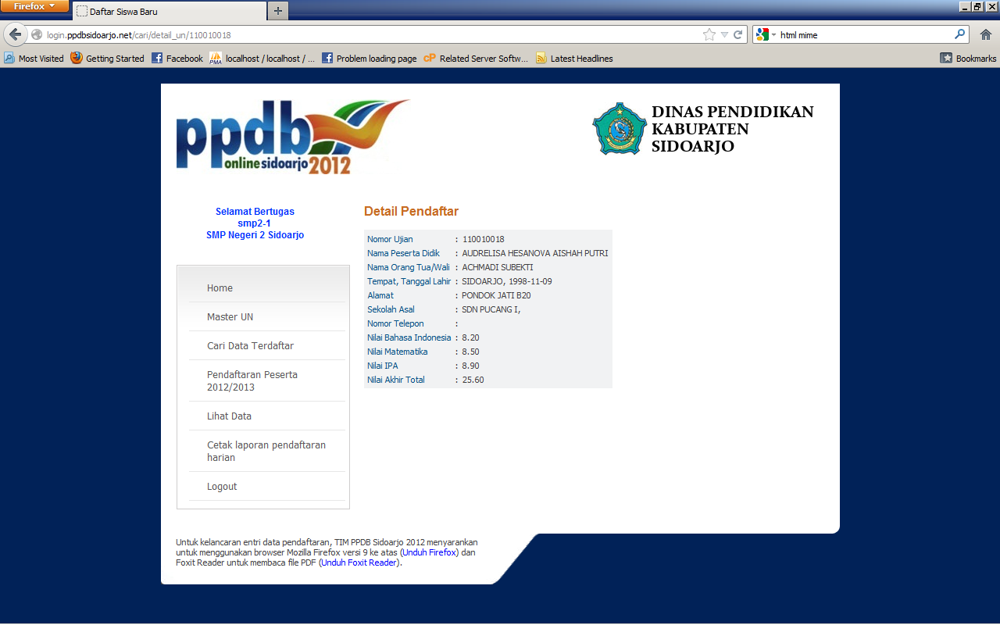 Firefox
Daftar Siswa Baru
login.ppdbsidoarjo.net/cari/detail_un/110010018
html mime
Most Visited
Getting Started
Facebook
localhost / localhost / ...
Problem loading page
Related Server Softw...
Latest Headlines
Bookmarks
ppdb
onlinesidoarjo2012
DINAS PENDIDIKAN
KABUPATEN
SIDOARJO
Selamat Bertugas
smp2-1
SMP Negeri 2 Sidoarjo
Home
Master UN
Cari Data Terdaftar
Pendaftaran Peserta
2012/2013
Lihat Data
Cetak laporan pendaftaran
harian
Logout
Detail Pendaftar
Nomor Ujian : 110010018
Nama Peserta Didik : AUDRELISA HESANOVA AISHAH PUTRI
Nama Orang Tua/Wali : ACHMADI SUBEKTI
Tempat, Tanggal Lahir : SIDOARJO, 1998-11-09
Alamat : PONDOK JATI B20
Sekolah Asal : SDN PUCANG I,
Nomor Telepon :
Nilai Bahasa Indonesia : 8.20
Nilai Matematika : 8.50
Nilai IPA : 8.90
Nilai Akhir Total : 25.60
Untuk kelancaran entri data pendaftaran, TIM PPDB Sidoarjo 2012 menyarankan
untuk menggunakan browser Mozilla Firefox versi 9 ke atas (Unduh Firefox) dan
Foxit Reader untuk membaca file PDF (Unduh Foxit Reader).